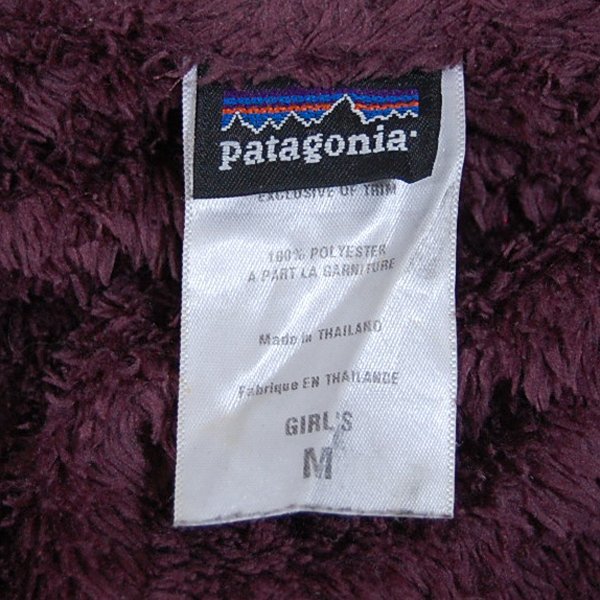 patagonia
EXCLUSIVE OF TRIM
100% POLYESTER
A PART LA GARNITURE
Made in THAILAND
Fabrique EN THAILANDE
GIRL'S
M